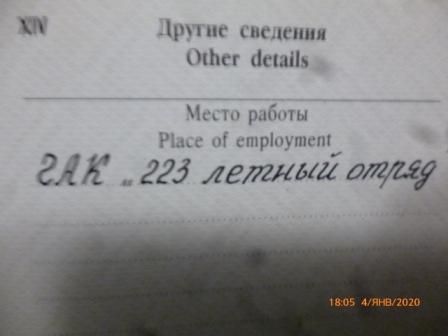 XIV
Другие сведения
Other details
Место работы
Place of employment
ГАК „ 223 летный отряд
18:05 4/ЯНВ/2020